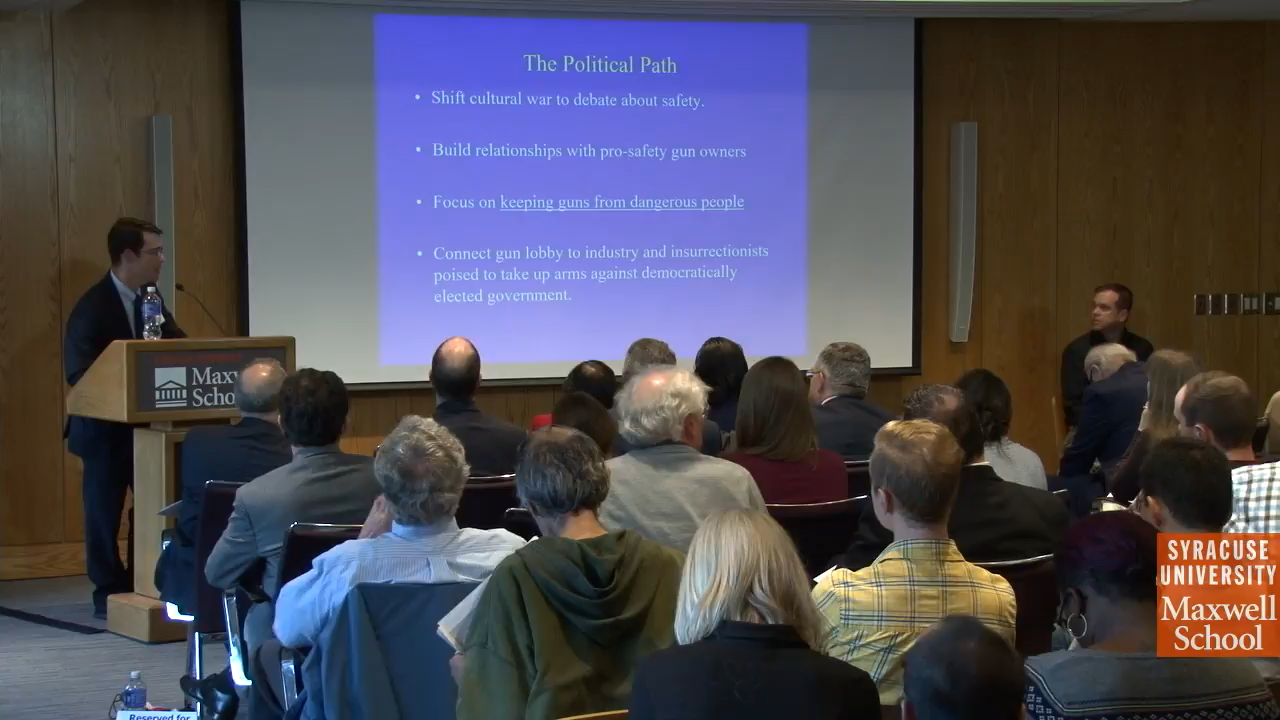 The Political Path
• Shift cultural war to debate about safety.
• Build relationships with pro-safety gun owners
• Focus on keeping guns from dangerous people
• Connect gun lobby to industry and insurrectionists
poised to take up arms against democratically
elected government.
Reserved for
SYRACUSE
UNIVERSITY
Maxwell
School